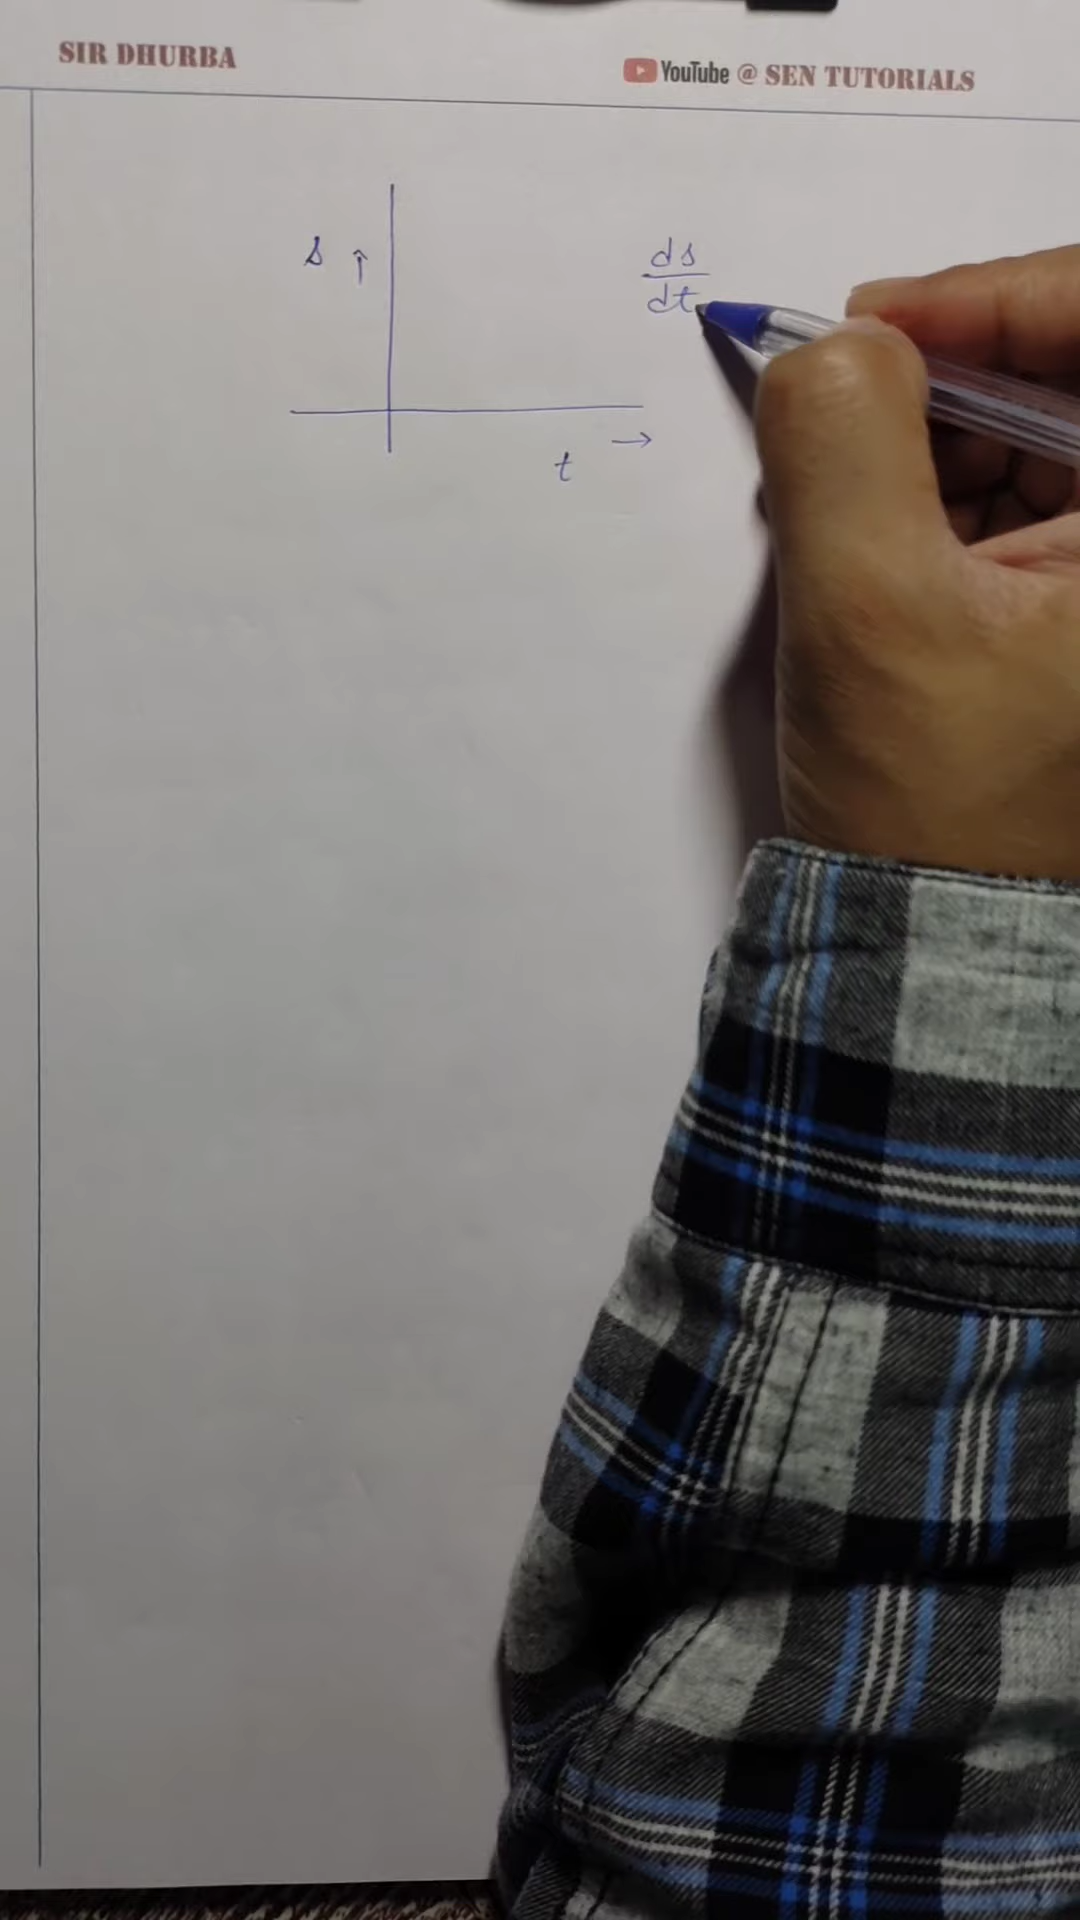 SIR DHURBA
YouTube @ SEN TUTORIALS
s ↑
ds
dt
→
t